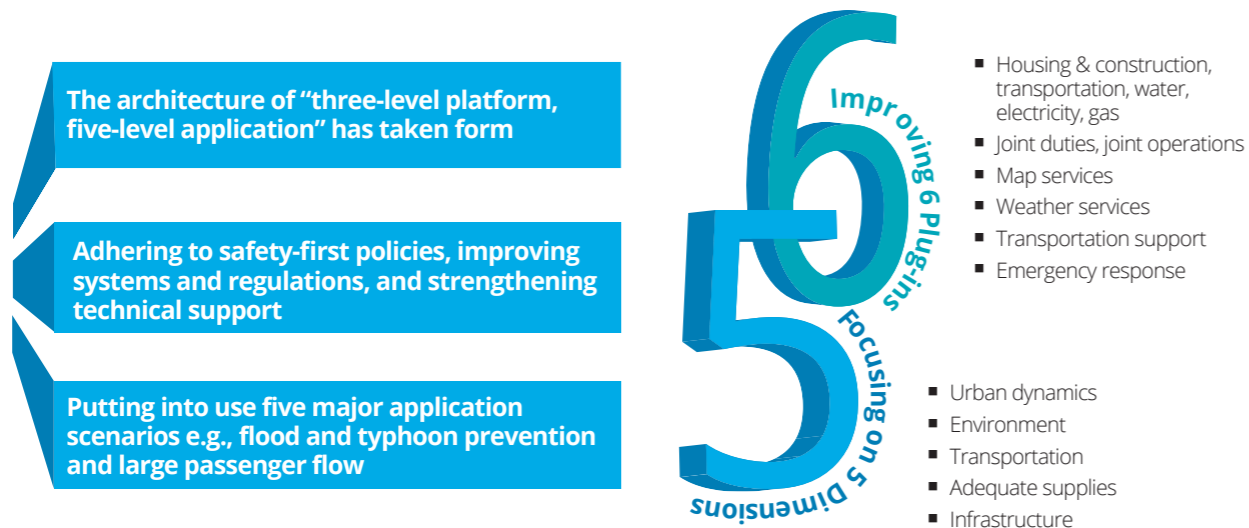 The architecture of “three-level platform,
five-level application” has taken form
Adhering to safety-first policies, improving
systems and regulations, and strengthening
technical support
Putting into use five major application
scenarios e.g., flood and typhoon prevention
and large passenger flow
6
Improving 6 Plug-ins
Housing & construction,
transportation, water,
electricity, gas
Joint duties, joint operations
Map services
Weather services
Transportation support
Emergency response
5
Focusing on 5 Dimensions
Urban dynamics
Environment
Transportation
Adequate supplies
Infrastructure